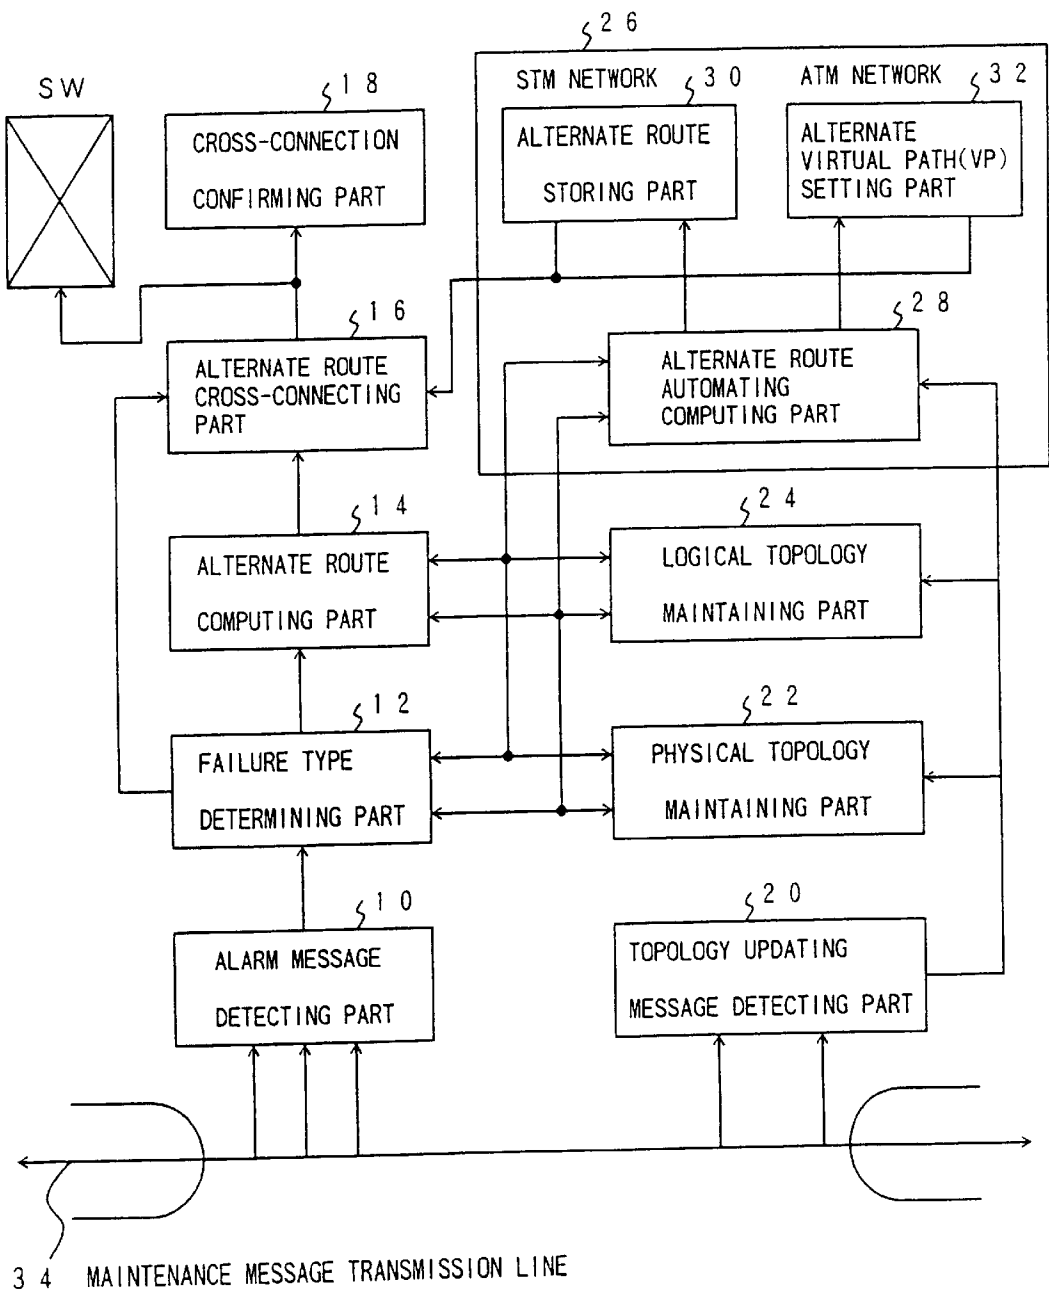 26
STM NETWORK
30
ATM NETWORK
32
SW
18
CROSS-CONNECTION
CONFIRMING PART
ALTERNATE ROUTE
STORING PART
ALTERNATE
VIRTUAL PATH(VP)
SETTING PART
16
ALTERNATE ROUTE
CROSS-CONNECTING
PART
28
ALTERNATE ROUTE
AUTOMATING
COMPUTING PART
14
ALTERNATE ROUTE
COMPUTING PART
24
LOGICAL TOPOLOGY
MAINTAINING PART
12
FAILURE TYPE
DETERMINING PART
22
PHYSICAL TOPOLOGY
MAINTAINING PART
10
ALARM MESSAGE
DETECTING PART
20
TOPOLOGY UPDATING
MESSAGE DETECTING PART
34 MAINTENANCE MESSAGE TRANSMISSION LINE